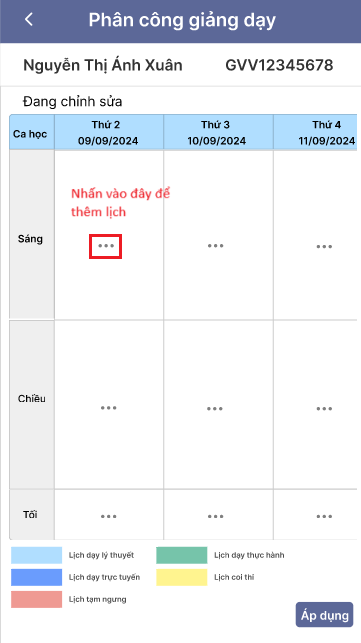 Phân công giảng dạy
Nguyễn Thị Ánh Xuân GVV12345678
Đang chỉnh sửa
Ca học
Thứ 2
09/09/2024
Thứ 3
10/09/2024
Thứ 4
11/09/2024
Nhấn vào đây để
thêm lịch
Sáng
Chiều
Tối
Lịch dạy lý thuyết
Lịch dạy thực hành
Lịch dạy trực tuyến
Lịch coi thi
Lịch tạm ngưng
Áp dụng